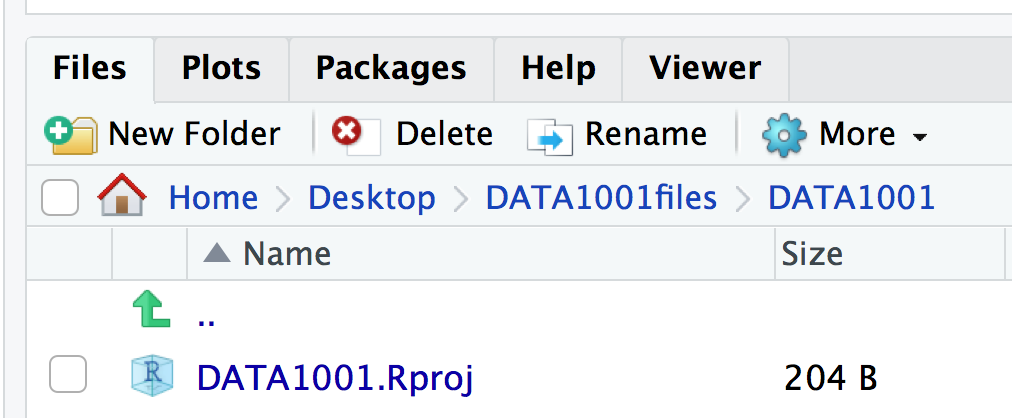 Files Plots Packages Help Viewer
New Folder Delete Rename More
Home Desktop DATA1001files DATA1001
Name Size
..
DATA1001.Rproj 204 B